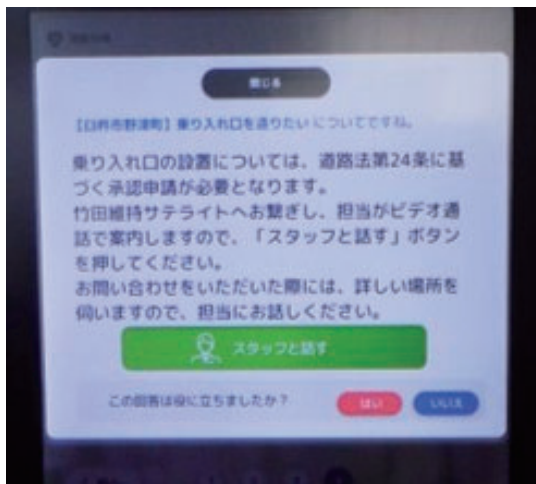 閉じる
【臼杵市野津町】乗り入れ口を造りたい についてですね。
乗り入れ口の設置については、道路法第24条に基
づく承認申請が必要となります。
竹田維持サテライトへお繋ぎし、担当がビデオ通
話で案内しますので、「スタッフと話す」ボタン
を押してください。
お問い合わせをいただいた際には、詳しい場所を
伺いますので、担当にお話しください。
スタッフと話す
この回答は役に立ちましたか？
はい
いいえ